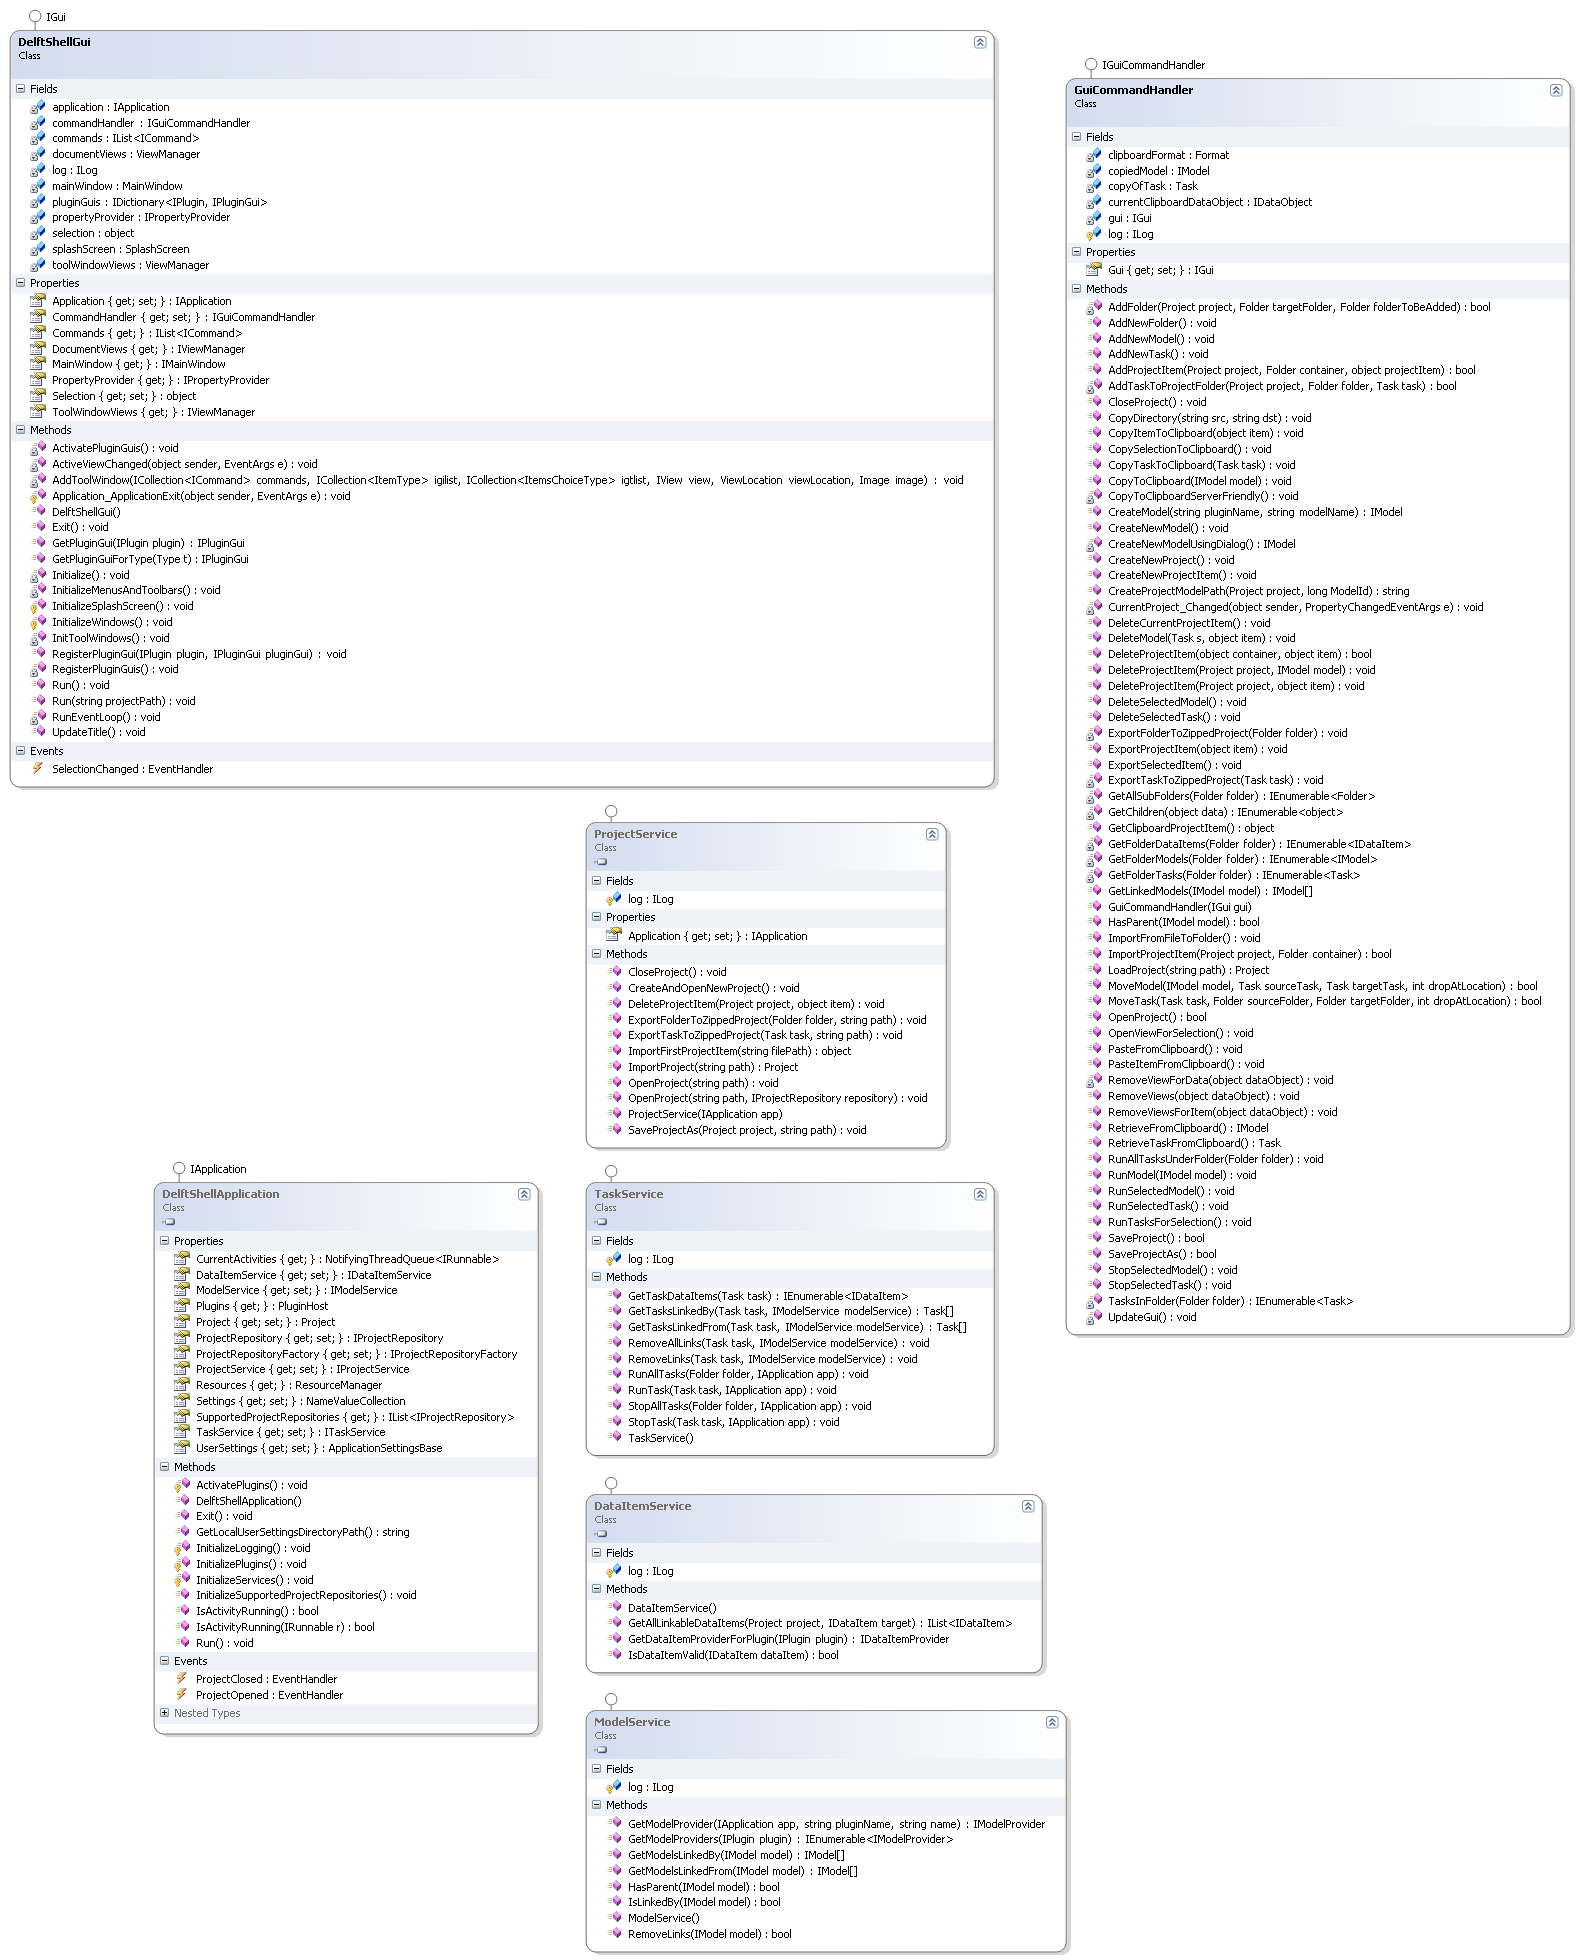 IGui
DelftShellGui
Class
Fields
application : IApplication
commandHandler : IGuiCommandHandler
commands : IList<ICommand>
documentViews : ViewManager
log : ILog
mainWindow : MainWindow
pluginGuis : IDictionary<IPlugin, IPluginGui>
propertyProvider : IPropertyProvider
selection : object
splashScreen : SplashScreen
toolWindowViews : ViewManager
Properties
Application { get; set; } : IApplication
CommandHandler { get; set; } : IGuiCommandHandler
Commands { get; } : IList<ICommand>
DocumentViews { get; } : IViewManager
MainWindow { get; } : IMainWindow
PropertyProvider { get; } : IPropertyProvider
Selection { get; set; } : object
ToolWindowViews { get; } : IViewManager
Methods
ActivatePluginGuis() : void
ActiveViewChanged(object sender, EventArgs e) : void
AddToolWindow(ICollection<ICommand> commands, ICollection<ItemType> igilist, ICollection<ItemsChoiceType> igtlist, IView view, ViewLocation viewLocation, Image image) : void
Application_ApplicationExit(object sender, EventArgs e) : void
DelftShellGui()
Exit() : void
GetPluginGui(IPlugin plugin) : IPluginGui
GetPluginGuiForType(Type t) : IPluginGui
Initialize() : void
InitializeMenusAndToolbars() : void
InitializeSplashScreen() : void
InitializeWindows() : void
InitToolWindows() : void
RegisterPluginGui(IPlugin plugin, IPluginGui pluginGui) : void
RegisterPluginGuis() : void
Run() : void
Run(string projectPath) : void
RunEventLoop() : void
UpdateTitle() : void
Events
SelectionChanged : EventHandler
IGuiCommandHandler
GuiCommandHandler
Class
Fields
clipboardFormat : Format
copiedModel : IModel
copyOfTask : Task
currentClipboardDataObject : IDataObject
gui : IGui
log : ILog
Properties
Gui { get; set; } : IGui
Methods
AddFolder(Project project, Folder targetFolder, Folder folderToBeAdded) : bool
AddNewFolder() : void
AddNewModel() : void
AddNewTask() : void
AddProjectItem(Project project, Folder container, object projectItem) : bool
AddTaskToProjectFolder(Project project, Folder folder, Task task) : bool
CloseProject() : void
CopyDirectory(string src, string dst) : void
CopyItemToClipboard(object item) : void
CopySelectionToClipboard() : void
CopyTaskToClipboard(Task task) : void
CopyToClipboard(IModel model) : void
CopyToClipboardServerFriendly() : void
CreateModel(string pluginName, string modelName) : IModel
CreateNewModel() : void
CreateNewModelUsingDialog() : IModel
CreateNewProject() : void
CreateNewProjectItem() : void
CreateProjectModelPath(Project project, long ModelId) : string
CurrentProject_Changed(object sender, PropertyChangedEventArgs e) : void
DeleteCurrentProjectItem() : void
DeleteModel(Task s, object item) : void
DeleteProjectItem(object container, object item) : bool
DeleteProjectItem(Project project, IModel model) : void
DeleteProjectItem(Project project, object item) : void
DeleteSelectedModel() : void
DeleteSelectedTask() : void
ExportFolderToZippedProject(Folder folder) : void
ExportProjectItem(object item) : void
ExportSelectedItem() : void
ExportTaskToZippedProject(Task task) : void
GetAllSubFolders(Folder folder) : IEnumerable<Folder>
GetChildren(object data) : IEnumerable<object>
GetClipboardProjectItem() : object
GetFolderDataItems(Folder folder) : IEnumerable<IDataItem>
GetFolderModels(Folder folder) : IEnumerable<IModel>
GetFolderTasks(Folder folder) : IEnumerable<Task>
GetLinkedModels(IModel model) : IModel[]
GuiCommandHandler(IGui gui)
HasParent(IModel model) : bool
ImportFromFileToFolder() : void
ImportProjectItem(Project project, Folder container) : bool
LoadProject(string path) : Project
MoveModel(IModel model, Task sourceTask, Task targetTask, int dropAtLocation) : bool
MoveTask(Task task, Folder sourceFolder, Folder targetFolder, int dropAtLocation) : bool
OpenProject() : bool
OpenViewForSelection() : void
PasteFromClipboard() : void
PasteItemFromClipboard() : void
RemoveViewForData(object dataObject) : void
RemoveViews(object dataObject) : void
RemoveViewsForItem(object dataObject) : void
RetrieveFromClipboard() : IModel
RetrieveTaskFromClipboard() : Task
RunAllTasksUnderFolder(Folder folder) : void
RunModel(IModel model) : void
RunSelectedModel() : void
RunSelectedTask() : void
RunTasksForSelection() : void
SaveProject() : bool
SaveProjectAs() : bool
StopSelectedModel() : void
StopSelectedTask() : void
TasksInFolder(Folder folder) : IEnumerable<Task>
UpdateGui() : void
ProjectService
Class
Fields
log : ILog
Properties
Application { get; set; } : IApplication
Methods
CloseProject() : void
CreateAndOpenNewProject() : void
DeleteProjectItem(Project project, object item) : void
ExportFolderToZippedProject(Folder folder, string path) : void
ExportTaskToZippedProject(Task task, string path) : void
ImportFirstProjectItem(string filePath) : object
ImportProject(string path) : Project
OpenProject(string path) : void
OpenProject(string path, IProjectRepository repository) : void
ProjectService(IApplication app)
SaveProjectAs(Project project, string path) : void
IApplication
DelftShellApplication
Class
Properties
CurrentActivities { get; } : NotifyingThreadQueue<IRunnable>
DataItemService { get; set; } : IDataItemService
ModelService { get; set; } : IModelService
Plugins { get; } : PluginHost
Project { get; set; } : Project
ProjectRepository { get; set; } : IProjectRepository
ProjectRepositoryFactory { get; set; } : IProjectRepositoryFactory
ProjectService { get; set; } : IProjectService
Resources { get; } : ResourceManager
Settings { get; set; } : NameValueCollection
SupportedProjectRepositories { get; } : IList<IProjectRepository>
TaskService { get; set; } : ITaskService
UserSettings { get; set; } : ApplicationSettingsBase
Methods
ActivatePlugins() : void
DelftShellApplication()
Exit() : void
GetLocalUserSettingsDirectoryPath() : string
InitializeLogging() : void
InitializePlugins() : void
InitializeServices() : void
InitializeSupportedProjectRepositories() : void
IsActivityRunning() : bool
IsActivityRunning(IRunnable r) : bool
Run() : void
Events
ProjectClosed : EventHandler
ProjectOpened : EventHandler
Nested Types
TaskService
Class
Fields
log : ILog
Methods
GetTaskDataItems(Task task) : IEnumerable<IDataItem>
GetTasksLinkedBy(Task task, IModelService modelService) : Task[]
GetTasksLinkedFrom(Task task, IModelService modelService) : Task[]
RemoveAllLinks(Task task, IModelService modelService) : void
RemoveLinks(Task task, IModelService modelService) : void
RunAllTasks(Folder folder, IApplication app) : void
RunTask(Task task, IApplication app) : void
StopAllTasks(Folder folder, IApplication app) : void
StopTask(Task task, IApplication app) : void
TaskService()
DataItemService
Class
Fields
log : ILog
Methods
DataItemService()
GetAllLinkableDataItems(Project project, IDataItem target) : IList<IDataItem>
GetDataItemProviderForPlugin(IPlugin plugin) : IDataItemProvider
IsDataItemValid(IDataItem dataItem) : bool
ModelService
Class
Fields
log : ILog
Methods
GetModelProvider(IApplication app, string pluginName, string name) : IModelProvider
GetModelProviders(IPlugin plugin) : IEnumerable<IModelProvider>
GetModelsLinkedBy(IModel model) : IModel[]
GetModelsLinkedFrom(IModel model) : IModel[]
HasParent(IModel model) : bool
IsLinkedBy(IModel model) : bool
ModelService()
RemoveLinks(IModel model) : bool